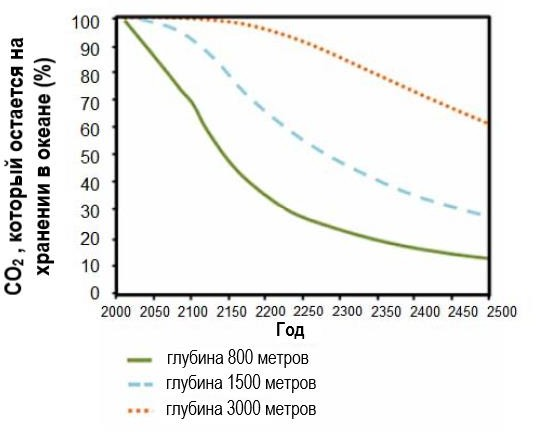 CO₂ , который остается на
хранении в океане (%)
100
90
80
70
60
50
40
30
20
10
0
2000 2050 2100 2150 2200 2250 2300 2350 2400 2450 2500
Год
глубина 800 метров
глубина 1500 метров
глубина 3000 метров